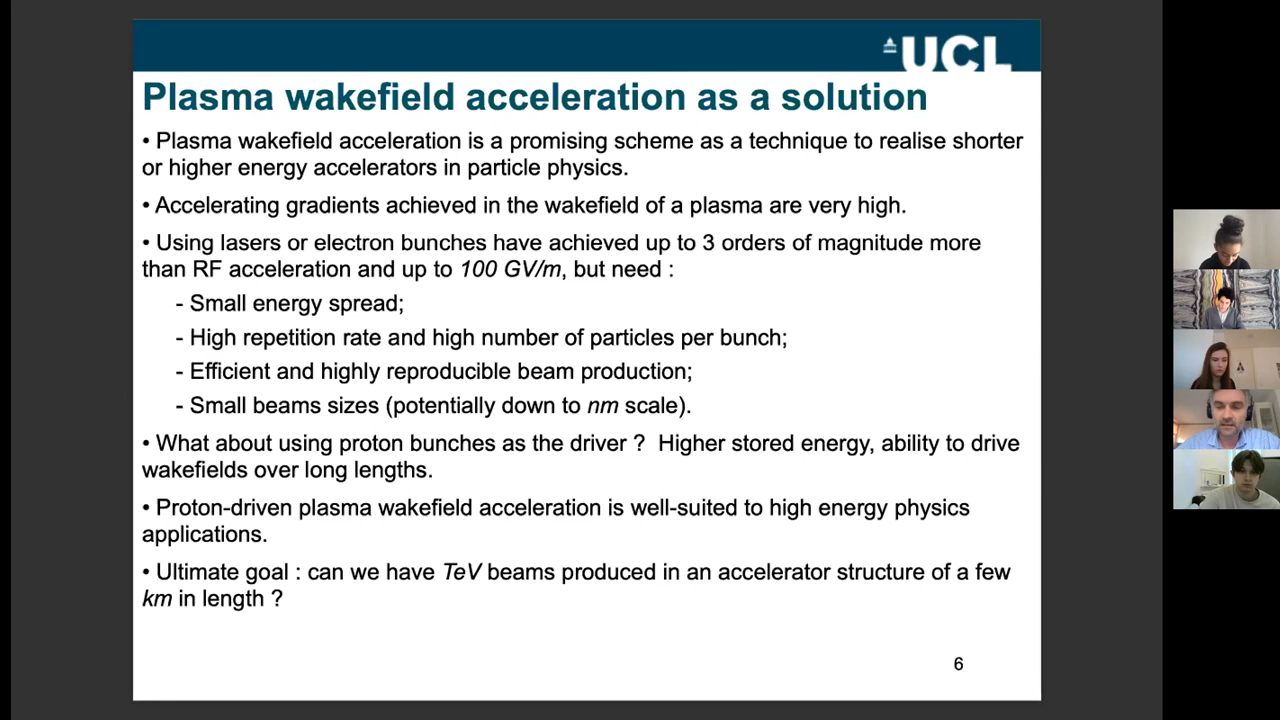 UCL
Plasma wakefield acceleration as a solution
• Plasma wakefield acceleration is a promising scheme as a technique to realise shorter
or higher energy accelerators in particle physics.
• Accelerating gradients achieved in the wakefield of a plasma are very high.
• Using lasers or electron bunches have achieved up to 3 orders of magnitude more
than RF acceleration and up to 100 GV/m, but need :
- Small energy spread;
- High repetition rate and high number of particles per bunch;
- Efficient and highly reproducible beam production;
- Small beams sizes (potentially down to nm scale).
• What about using proton bunches as the driver ? Higher stored energy, ability to drive
wakefields over long lengths.
• Proton-driven plasma wakefield acceleration is well-suited to high energy physics
applications.
• Ultimate goal : can we have TeV beams produced in an accelerator structure of a few
km in length ?
6